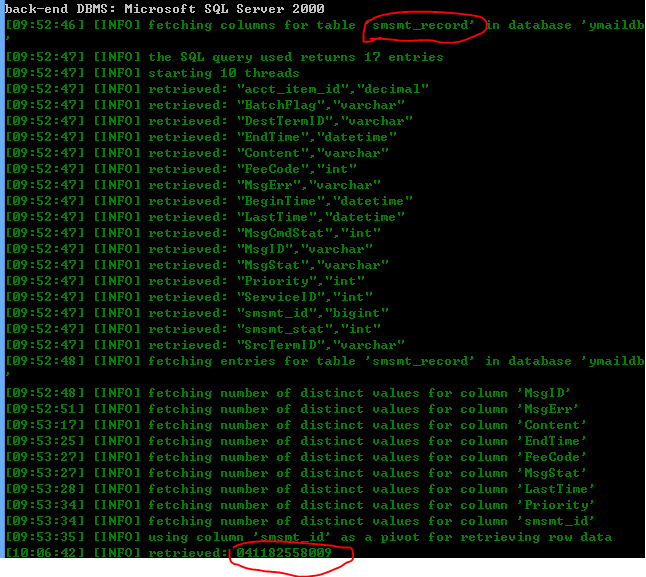 back-end DBMS: Microsoft SQL Server 2000
[09:52:46] [INFO] fetching columns for table 'smsmt_record' in database 'ymaildb
'
[09:52:47] [INFO] the SQL query used returns 17 entries
[09:52:47] [INFO] starting 10 threads
[09:52:47] [INFO] retrieved: "acct_item_id","decimal"
[09:52:47] [INFO] retrieved: "BatchFlag","varchar"
[09:52:47] [INFO] retrieved: "DestTermID","varchar"
[09:52:47] [INFO] retrieved: "EndTime","datetime"
[09:52:47] [INFO] retrieved: "Content","varchar"
[09:52:47] [INFO] retrieved: "FeeCode","int"
[09:52:47] [INFO] retrieved: "MsgErr","varchar"
[09:52:47] [INFO] retrieved: "BeginTime","datetime"
[09:52:47] [INFO] retrieved: "LastTime","datetime"
[09:52:47] [INFO] retrieved: "MsgCmdStat","int"
[09:52:47] [INFO] retrieved: "MsgID","varchar"
[09:52:47] [INFO] retrieved: "MsgStat","varchar"
[09:52:47] [INFO] retrieved: "Priority","int"
[09:52:47] [INFO] retrieved: "ServiceID","int"
[09:52:47] [INFO] retrieved: "smsmt_id","bigint"
[09:52:47] [INFO] retrieved: "smsmt_stat","int"
[09:52:47] [INFO] retrieved: "SrcTermID","varchar"
[09:52:48] [INFO] fetching entries for table 'smsmt_record' in database 'ymaildb
'
[09:52:48] [INFO] fetching number of distinct values for column 'MsgID'
[09:52:51] [INFO] fetching number of distinct values for column 'MsgErr'
[09:53:17] [INFO] fetching number of distinct values for column 'Content'
[09:53:25] [INFO] fetching number of distinct values for column 'EndTime'
[09:53:27] [INFO] fetching number of distinct values for column 'FeeCode'
[09:53:27] [INFO] fetching number of distinct values for column 'MsgStat'
[09:53:28] [INFO] fetching number of distinct values for column 'LastTime'
[09:53:34] [INFO] fetching number of distinct values for column 'Priority'
[09:53:34] [INFO] fetching number of distinct values for column 'smsmt_id'
[09:53:35] [INFO] using column 'smsmt_id' as a pivot for retrieving row data
[10:06:42] [INFO] retrieved: 041182558009